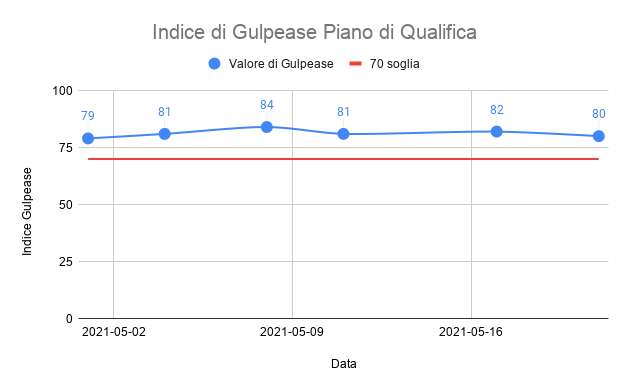 Indice di Gulpease Piano di Qualifica
Valore di Gulpease
70 soglia
100
75
50
25
0
Indice Gulpease
79
81
84
81
82
80
2021-05-02
2021-05-09
2021-05-16
Data